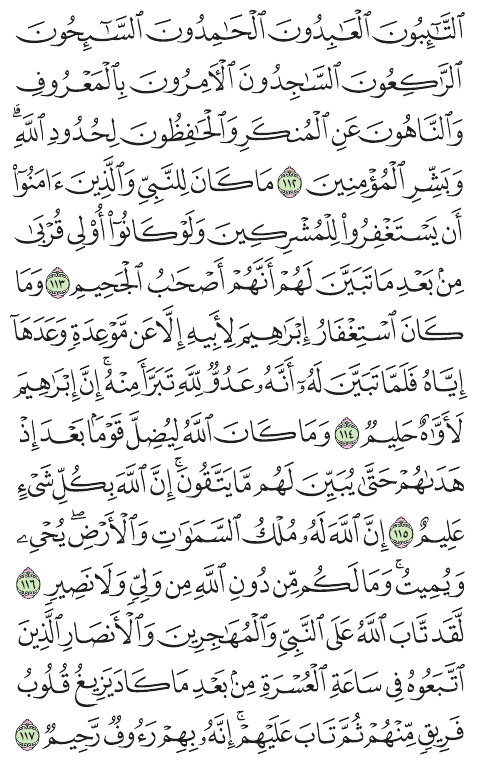 ٱلتَّٰٓئِبُونَ ٱلْعَٰبِدُونَ ٱلْحَٰمِدُونَ ٱلسَّٰٓئِحُونَ
ٱلرَّٰكِعُونَ ٱلسَّٰجِدُونَ ٱلْءَامِرُونَ بِٱلْمَعْرُوفِ
وَٱلنَّاهُونَ عَنِ ٱلْمُنكَرِ وَٱلْحَٰفِظُونَ لِحُدُودِ ٱللَّهِۗ
وَبَشِّرِ ٱلْمُؤْمِنِينَ ١١٢ مَا كَانَ لِلنَّبِىِّ وَٱلَّذِينَ ءَامَنُوٓا۟
أَن يَسْتَغْفِرُوا۟ لِلْمُشْرِكِينَ وَلَوْ كَانُوٓا۟ أُو۟لِى قُرْبَىٰ
مِنۢ بَعْدِ مَا تَبَيَّنَ لَهُمْ أَنَّهُمْ أَصْحَٰبُ ٱلْجَحِيمِ ١١٣ وَمَا
كَانَ ٱسْتِغْفَارُ إِبْرَٰهِيمَ لِأَبِيهِ إِلَّا عَن مَّوْعِدَةٍ وَعَدَهَآ
إِيَّاهُ فَلَمَّا تَبَيَّنَ لَهُۥٓ أَنَّهُۥ عَدُوٌّ لِّلَّهِ تَبَرَّأَ مِنْهُۚ إِنَّ إِبْرَٰهِيمَ
لَأَوَّٰهٌ حَلِيمٌ ١١٤ وَمَا كَانَ ٱللَّهُ لِيُضِلَّ قَوْمًۢا بَعْدَ إِذْ
هَدَىٰهُمْ حَتَّىٰ يُبَيِّنَ لَهُم مَّا يَتَّقُونَۚ إِنَّ ٱللَّهَ بِكُلِّ شَىْءٍ
عَلِيمٌ ١١٥ إِنَّ ٱللَّهَ لَهُۥ مُلْكُ ٱلسَّمَٰوَٰتِ وَٱلْأَرْضِۖ يُحْىِۦ
وَيُمِيتُۚ وَمَا لَكُم مِّن دُونِ ٱللَّهِ مِن وَلِىٍّ وَلَا نَصِيرٍ ١١٦
لَّقَد تَّابَ ٱللَّهُ عَلَى ٱلنَّبِىِّ وَٱلْمُهَٰجِرِينَ وَٱلْأَنصَارِ ٱلَّذِينَ
ٱتَّبَعُوهُ فِى سَاعَةِ ٱلْعُسْرَةِ مِنۢ بَعْدِ مَا كَادَ يَزِيغُ قُلُوبُ
فَرِيقٍ مِّنْهُمْ ثُمَّ تَابَ عَلَيْهِمْۚ إِنَّهُۥ بِهِمْ رَءُوفٌ رَّحِيمٌ ١١٧